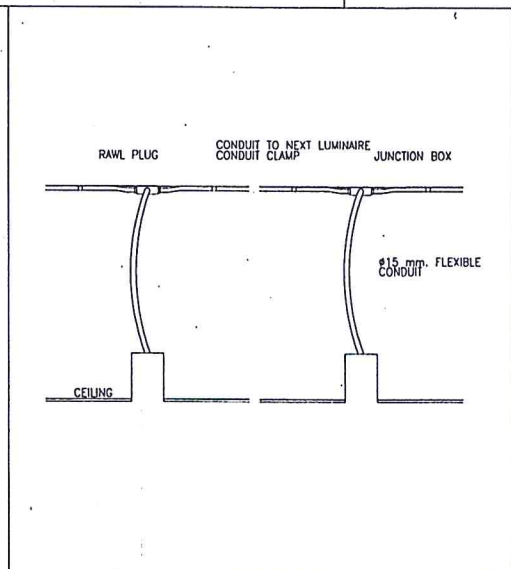 RAWL PLUG
CONDUIT TO NEXT LUMINAIRE
CONDUIT CLAMP
JUNCTION BOX
ø15 mm. FLEXIBLE
CONDUIT
CEILING